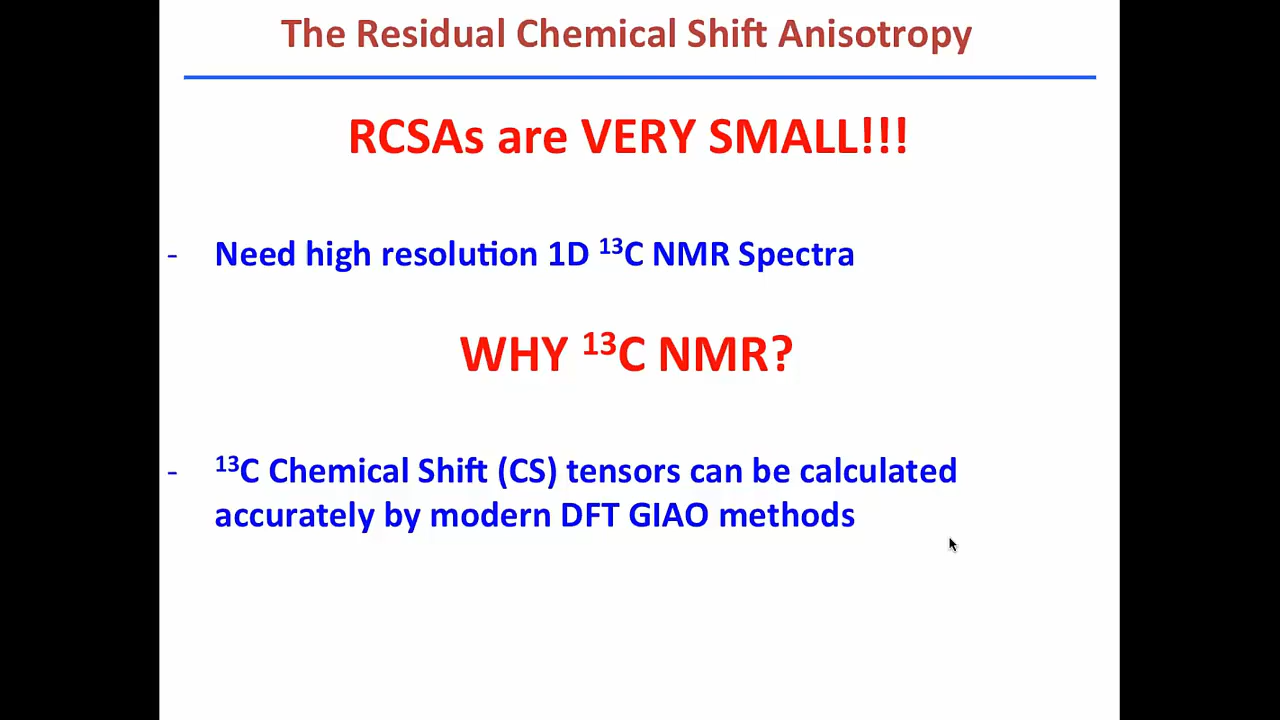 The Residual Chemical Shift Anisotropy
RCSAs are VERY SMALL!!!
- Need high resolution 1D ¹³C NMR Spectra
WHY ¹³C NMR?
- ¹³C Chemical Shift (CS) tensors can be calculated
accurately by modern DFT GIAO methods